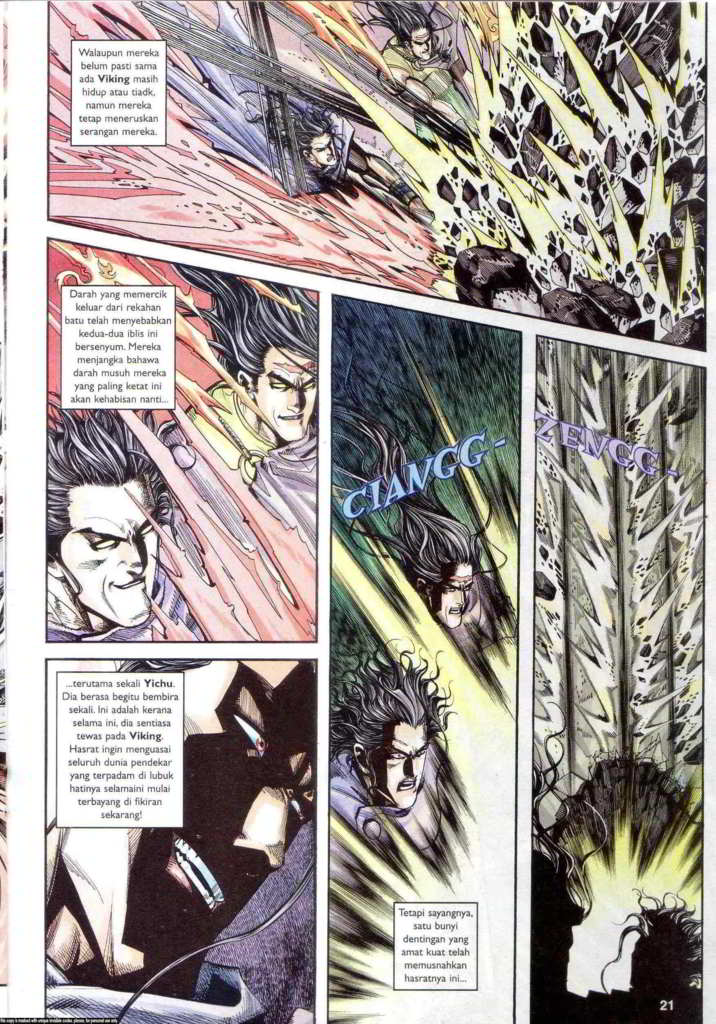 Walaupun mereka
belum pasti sama
ada Viking masih
hidup atau tiadk,
namun mereka
tetap meneruskan
serangan mereka.
Darah yang memercik
keluar dari rekahan
batu telah menyebabkan
kedua-dua iblis ini
bersenyum. Mereka
menjangka bahawa
darah musuh mereka
yang paling ketat ini
akan kehabisan nanti...
...terutama sekali Yichu.
Dia berasa begitu bembira
sekali. Ini adalah kerana
selama ini, dia sentiasa
tewas pada Viking.
Hasrat ingin menguasai
seluruh dunia pendekar
yang terpadam di lubuk
hatinya selamaini mulai
terbayang di fikiran
sekarang!
CIANGG-
Tetapi sayangnya,
satu bunyi
dentingan yang
amat kuat telah
memusnahkan
hasratnya ini...
ZENGG-
21